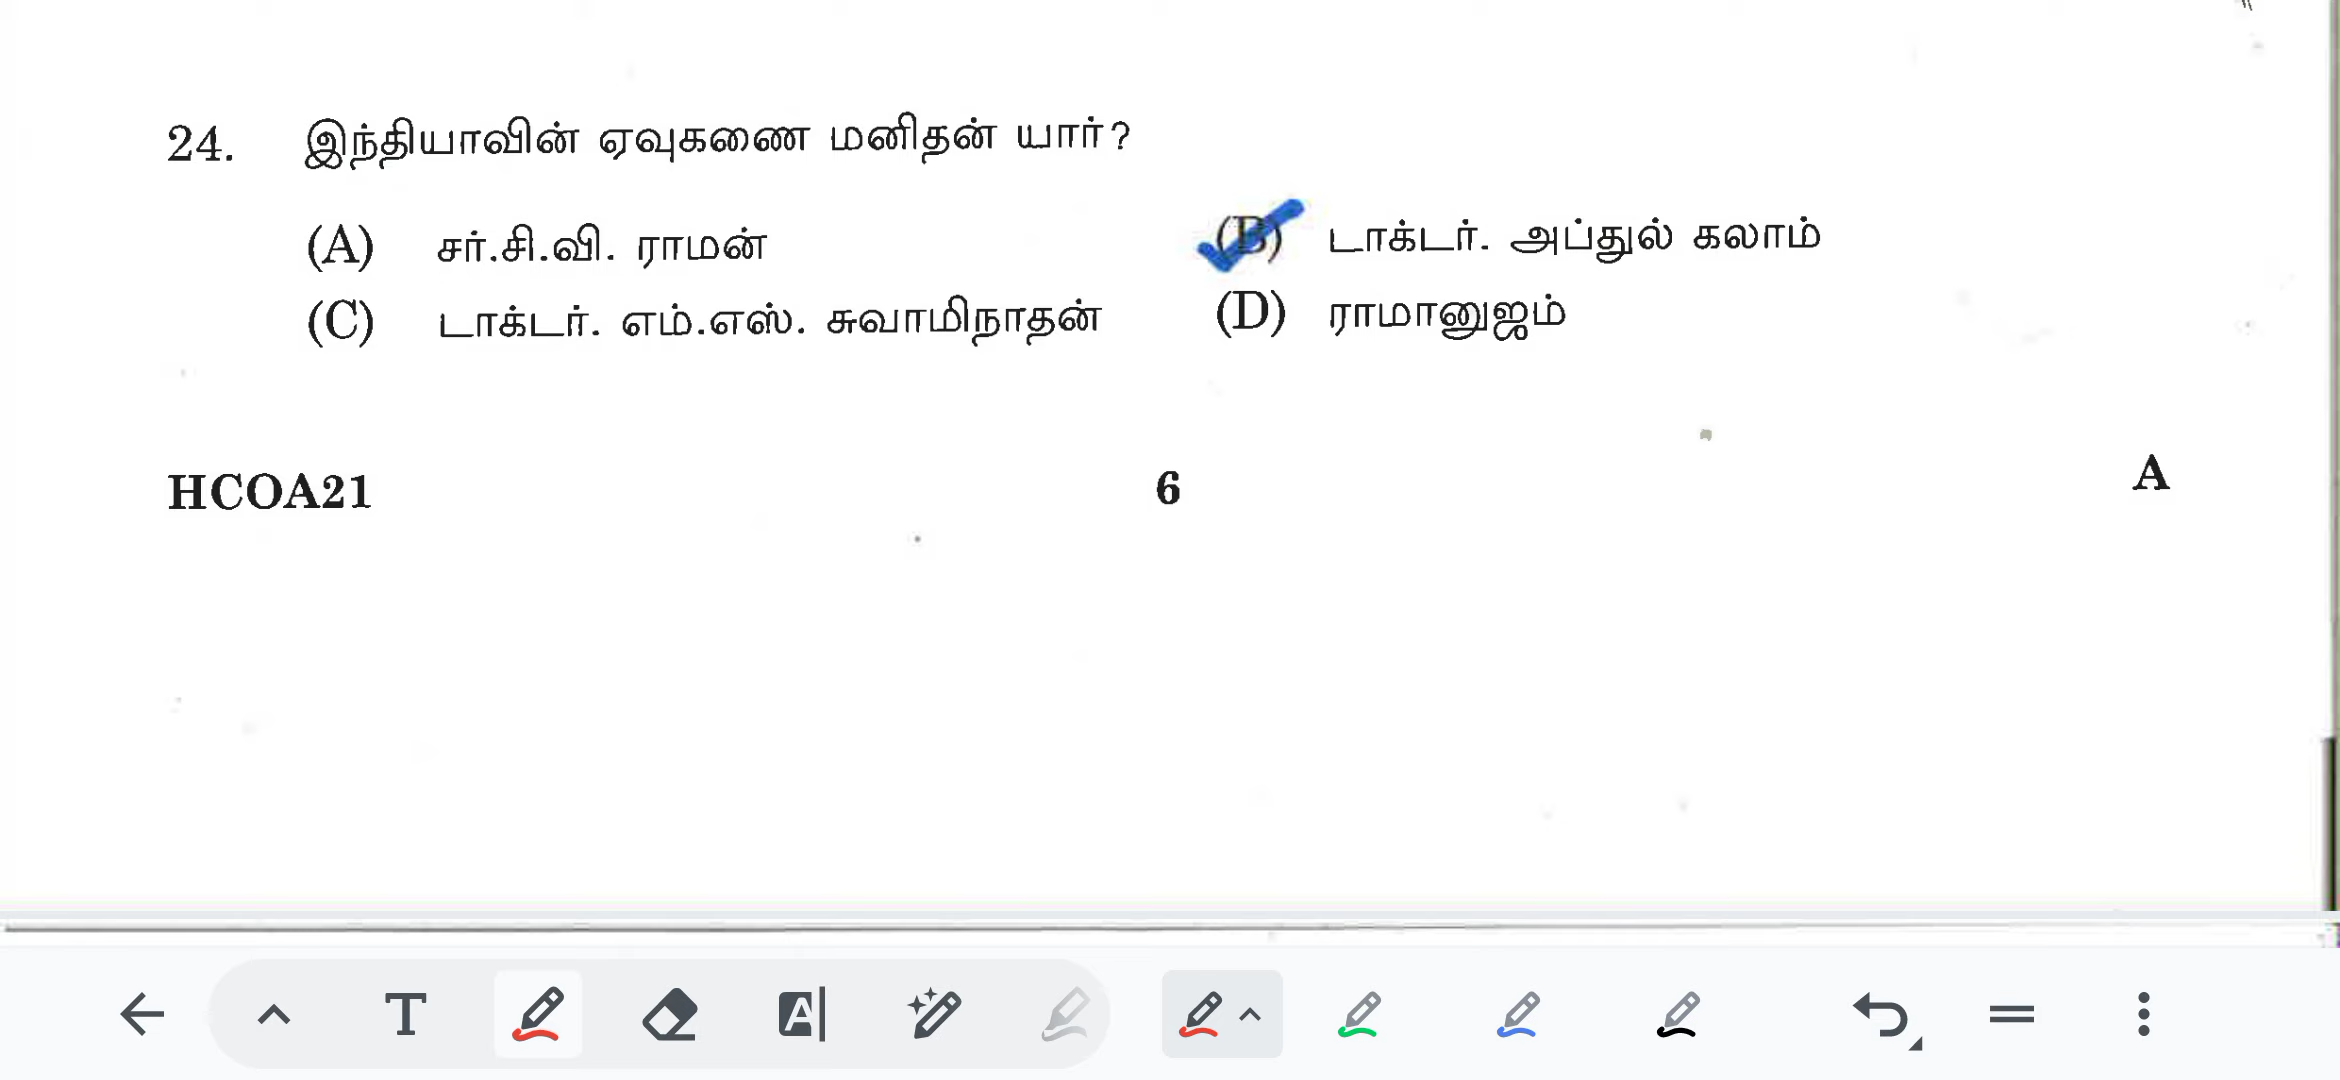 24. இந்தியாவின் ஏவுகணை மனிதன் யார்?
(A) சர்.சி.வி. ராமன் (B) டாக்டர். அப்துல் கலாம்
(C) டாக்டர். எம்.எஸ். சுவாமிநாதன் (D) ராமானுஜம்
HCOA21 6 A